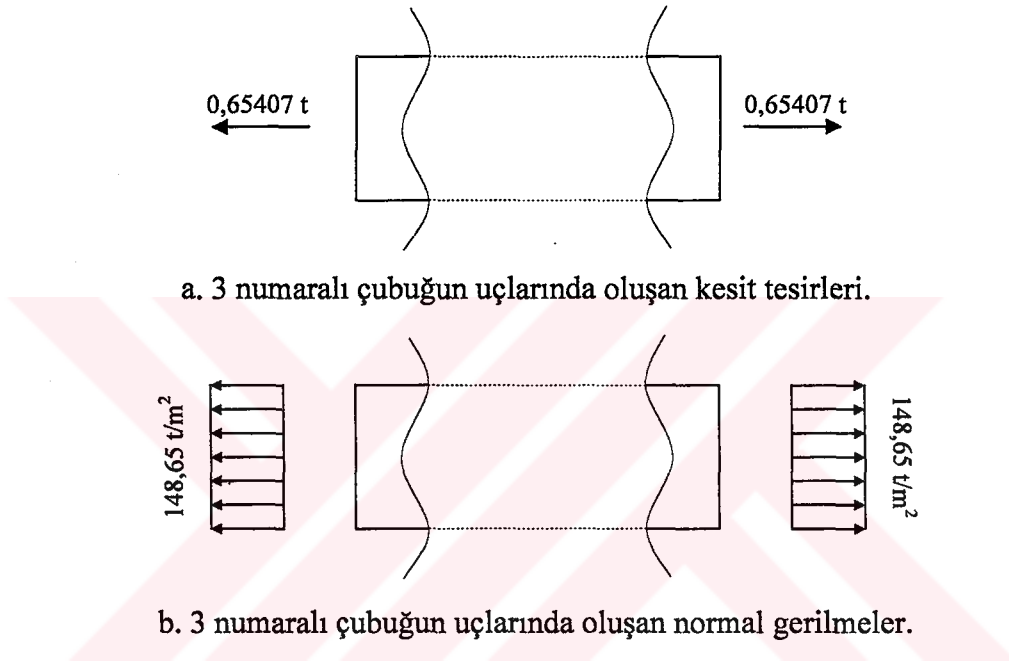 0,65407 t
0,65407 t
a. 3 numaralı çubuğun uçlarında oluşan kesit tesirleri.
148,65 t/m²
148,65 t/m²
b. 3 numaralı çubuğun uçlarında oluşan normal gerilmeler.